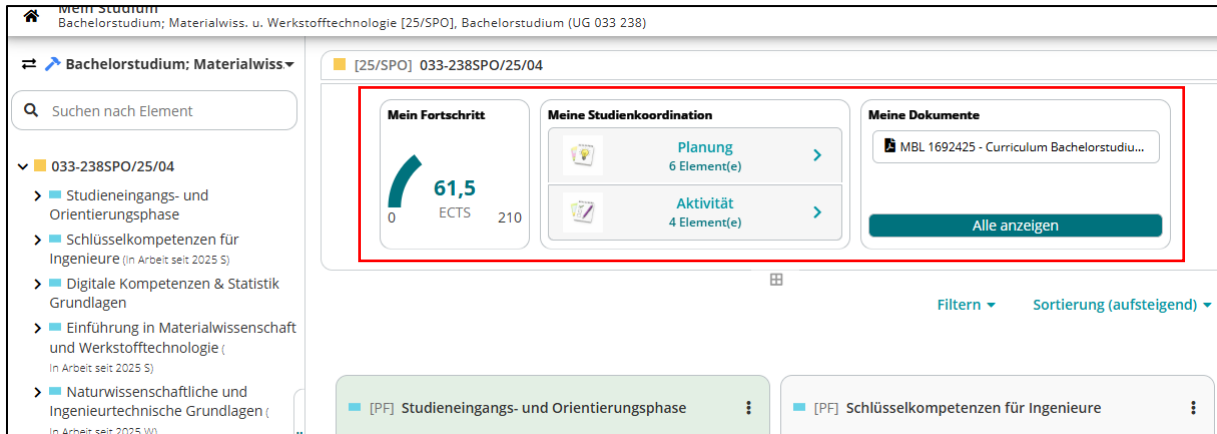 Mein Studium
Bachelorstudium; Materialwiss. u. Werkstofftechnologie [25/SPO], Bachelorstudium (UG 033 238)
Bachelorstudium; Materialwiss
Suchen nach Element
033-238SPO/25/04
Studieneingangs- und
Orientierungsphase
Schlüsselkompetenzen für
Ingenieure (In Arbeit seit 2025 S)
Digitale Kompetenzen & Statistik
Grundlagen
Einführung in Materialwissenschaft
und Werkstofftechnologie (
In Arbeit seit 2025 S)
Naturwissenschaftliche und
Ingenieurtechnische Grundlagen (
In Arbeit seit 2025 W)
[25/SPO] 033-238SPO/25/04
Mein Fortschritt
61,5
ECTS
0
210
Meine Studienkoordination
Planung
6 Element(e)
Aktivität
4 Element(e)
Meine Dokumente
MBL 1692425 - Curriculum Bachelorstudiu...
Alle anzeigen
Filtern
Sortierung (aufsteigend)
[PF] Studieneingangs- und Orientierungsphase
[PF] Schlüsselkompetenzen für Ingenieure